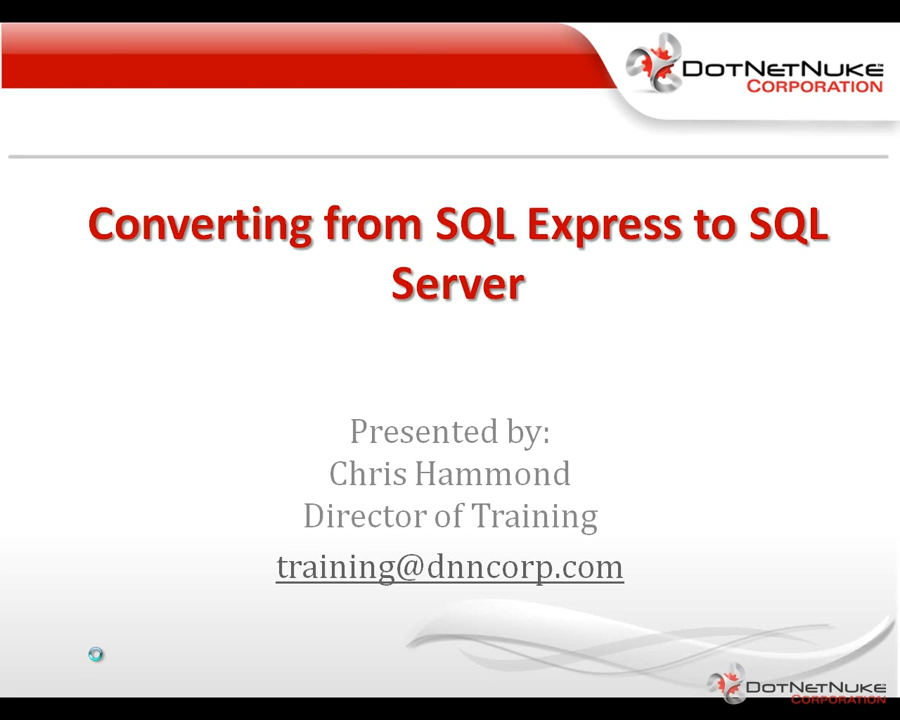 DotNetNuke
Corporation
Converting from SQL Express to SQL
Server
Presented by:
Chris Hammond
Director of Training
training@dnncorp.com
DotNetNuke
Corporation